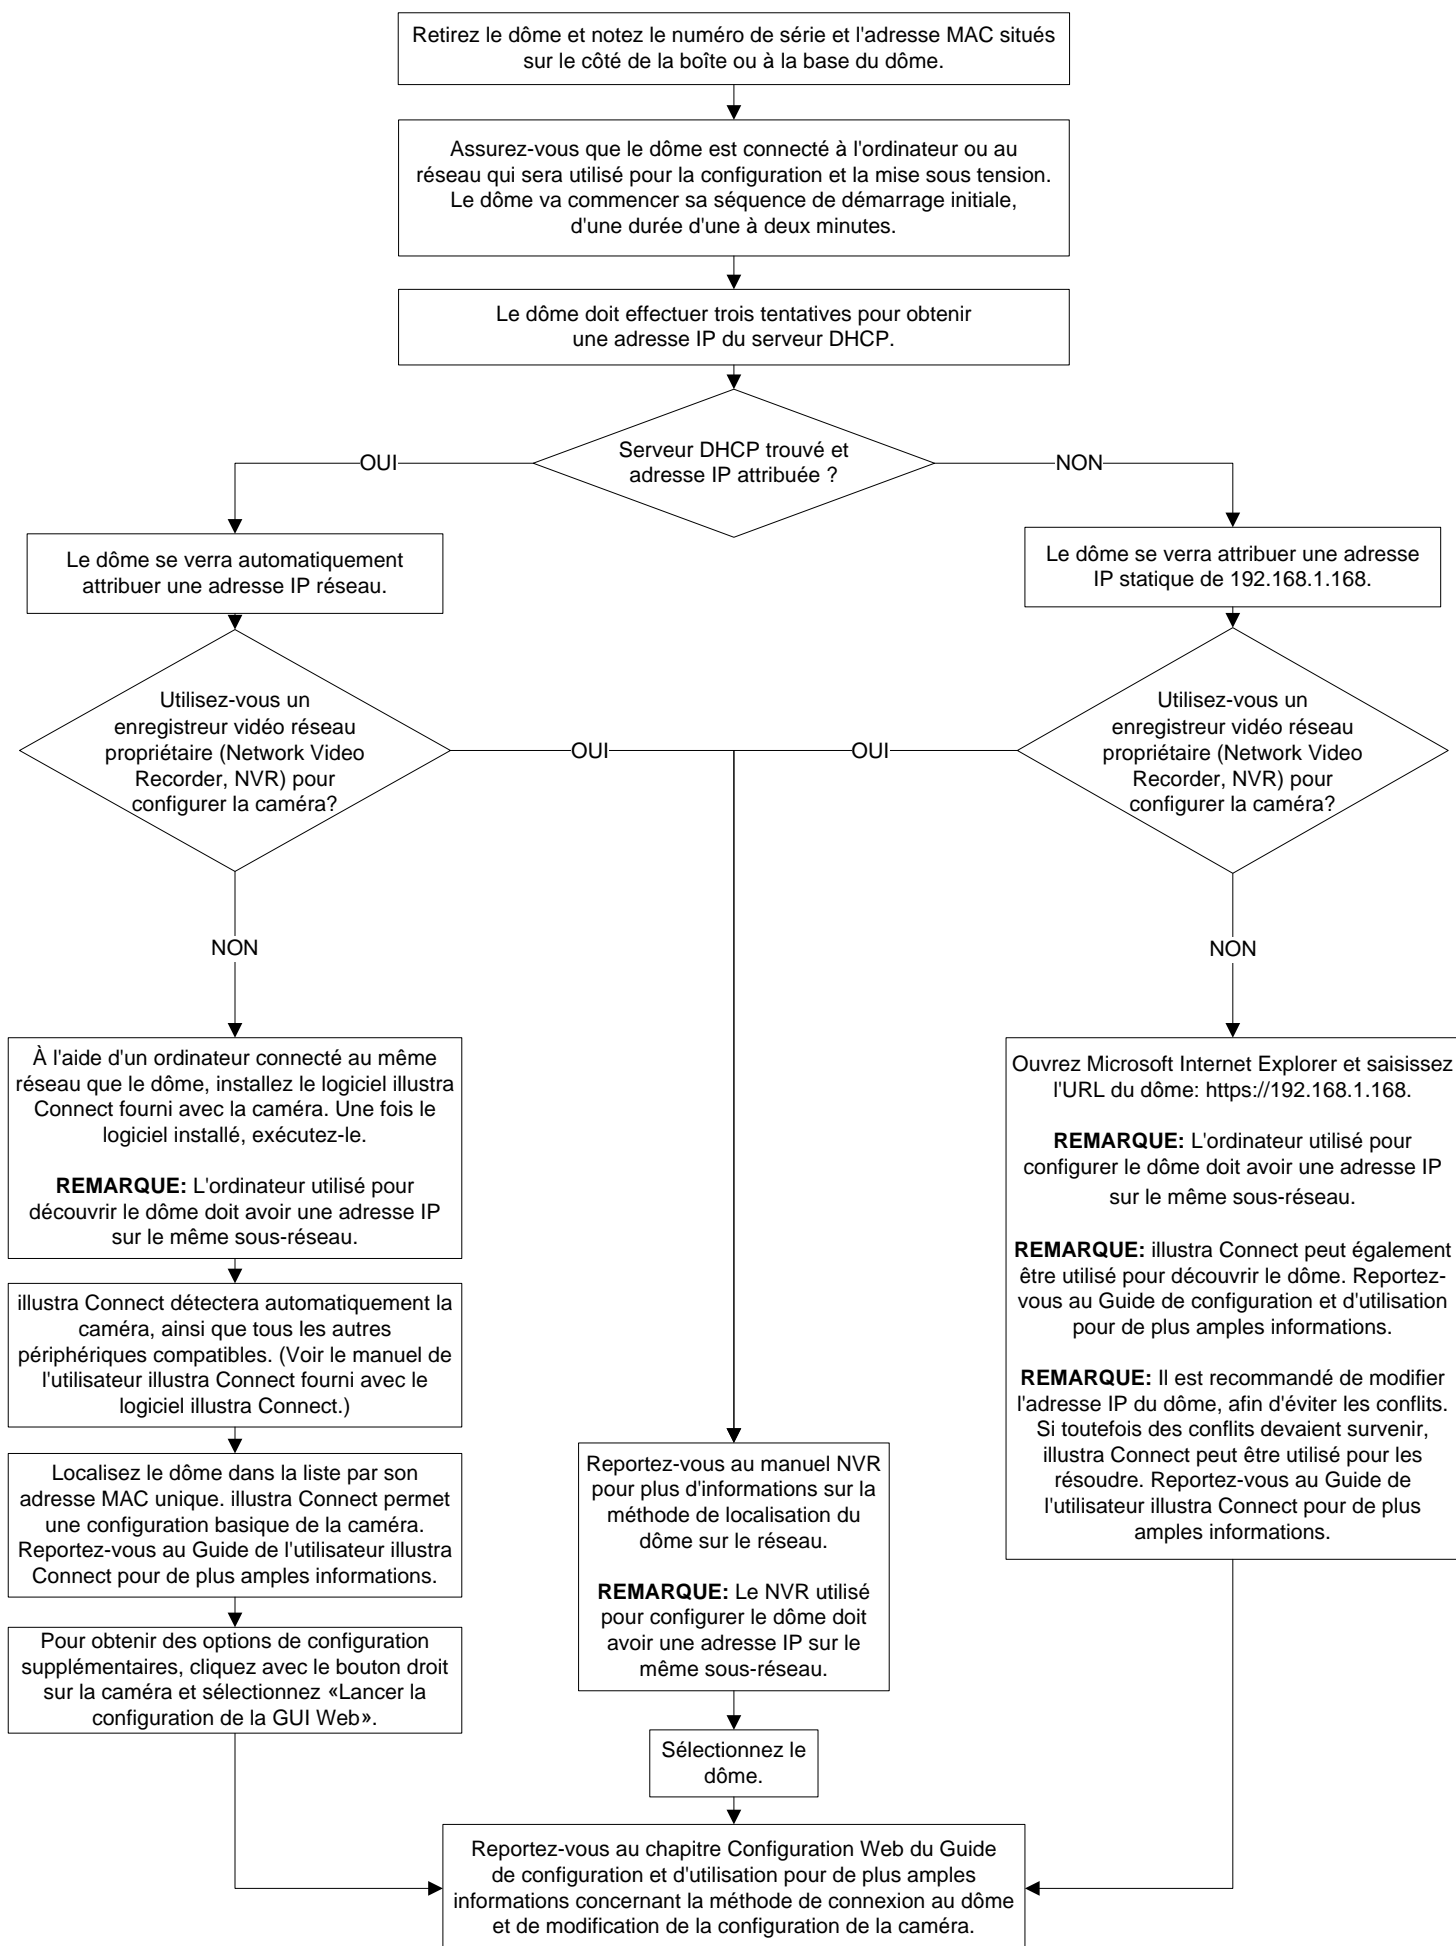 Retirez le dôme et notez le numéro de série et l'adresse MAC situés
sur le côté de la boîte ou à la base du dôme.
Assurez-vous que le dôme est connecté à l'ordinateur ou au
réseau qui sera utilisé pour la configuration et la mise sous tension.
Le dôme va commencer sa séquence de démarrage initiale,
d'une durée d'une à deux minutes.
Le dôme doit effectuer trois tentatives pour obtenir
une adresse IP du serveur DHCP.
Serveur DHCP trouvé et
adresse IP attribuée ?
OUI
NON
Le dôme se verra automatiquement
attribuer une adresse IP réseau.
Le dôme se verra attribuer une adresse
IP statique de 192.168.1.168.
Utilisez-vous un
enregistreur vidéo réseau
propriétaire (Network Video
Recorder, NVR) pour
configurer la caméra?
OUI
OUI
Utilisez-vous un
enregistreur vidéo réseau
propriétaire (Network Video
Recorder, NVR) pour
configurer la caméra?
NON
NON
À l'aide d'un ordinateur connecté au même
réseau que le dôme, installez le logiciel illustra
Connect fourni avec la caméra. Une fois le
logiciel installé, exécutez-le.
REMARQUE: L'ordinateur utilisé pour
découvrir le dôme doit avoir une adresse IP
sur le même sous-réseau.
illustra Connect détectera automatiquement la
caméra, ainsi que tous les autres
périphériques compatibles. (Voir le manuel de
l'utilisateur illustra Connect fourni avec le
logiciel illustra Connect.)
Localisez le dôme dans la liste par son
adresse MAC unique. illustra Connect permet
une configuration basique de la caméra.
Reportez-vous au Guide de l'utilisateur illustra
Connect pour de plus amples informations.
Pour obtenir des options de configuration
supplémentaires, cliquez avec le bouton droit
sur la caméra et sélectionnez «Lancer la
configuration de la GUI Web».
Reportez-vous au manuel NVR
pour plus d'informations sur la
méthode de localisation du
dôme sur le réseau.
REMARQUE: Le NVR utilisé
pour configurer le dôme doit
avoir une adresse IP sur le
même sous-réseau.
Sélectionnez le
dôme.
Ouvrez Microsoft Internet Explorer et saisissez
l'URL du dôme: https://192.168.1.168.
REMARQUE: L'ordinateur utilisé pour
configurer le dôme doit avoir une adresse IP
sur le même sous-réseau.
REMARQUE: illustra Connect peut également
être utilisé pour découvrir le dôme. Reportez-
vous au Guide de configuration et d'utilisation
pour de plus amples informations.
REMARQUE: Il est recommandé de modifier
l'adresse IP du dôme, afin d'éviter les conflits.
Si toutefois des conflits devaient survenir,
illustra Connect peut être utilisé pour les
résoudre. Reportez-vous au Guide de
l'utilisateur illustra Connect pour de plus
amples informations.
Reportez-vous au chapitre Configuration Web du Guide
de configuration et d'utilisation pour de plus amples
informations concernant la méthode de connexion au dôme
et de modification de la configuration de la caméra.